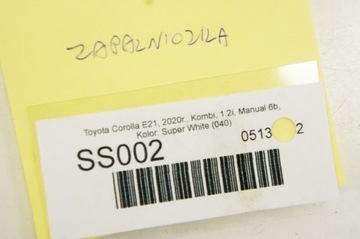 ZAPALNICZKA
Toyota Corolla E21, 2020r., Kombi, 1.2i, Manual 6b,
Kolor: Super White (040)
SS002
0513 2